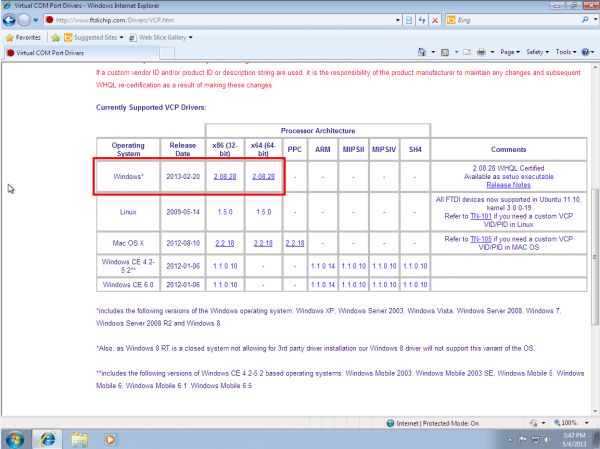 Virtual COM Port Drivers - Windows Internet Explorer
http://www.ftdichip.com/Drivers/VCP.htm
Bing
Favorites
Suggested Sites
Web Slice Gallery
Virtual COM Port Drivers
Page
Safety
Tools
If a custom vendor ID and/or product ID or description string are used, it is the responsibility of the product manufacturer to maintain any changes and subsequent
WHQL re-certification as a result of making these changes.
Currently Supported VCP Drivers:
Processor Architecture
Operating System Release Date x86 (32-bit) x64 (64-bit) PPC ARM MIPSII MIPSIV SH4 Comments
Windows* 2013-02-20 2.08.28 2.08.28 - - - - - 2.08.28 WHQL Certified
Available as setup executable
Release Notes
Linux 2009-05-14 1.5.0 1.5.0 - - - - - All FTDI devices now supported in Ubuntu 11.10,
kernel 3.0.0-19
Refer to TN-101 if you need a custom VCP
VID/PID in Linux
Mac OS X 2012-08-10 2.2.18 2.2.18 2.2.18 - - - - Refer to TN-105 if you need a custom VCP
VID/PID in MAC OS
Windows CE 4.2-
5.2** 2012-01-06 1.1.0.10 - - 1.1.0.14 1.1.0.10 1.1.0.10 1.1.0.10
Windows CE 6.0 2012-01-06 1.1.0.10 - - 1.1.0.14 1.1.0.10 1.1.0.10 1.1.0.10
*includes the following versions of the Windows operating system: Windows XP, Windows Server 2003, Windows Vista, Windows Server 2008, Windows 7,
Windows Server 2008 R2 and Windows 8.
*Also, as Windows 8 RT is a closed system not allowing for 3rd party driver installation our Windows 8 driver will not support this variant of the OS.
**includes the following versions of Windows CE 4.2-5.2 based operating systems: Windows Mobile 2003, Windows Mobile 2003 SE, Windows Mobile 5, Windows
Mobile 6, Windows Mobile 6.1 ,Windows Mobile 6.5
Internet | Protected Mode: On
100%
3:47 PM
5/4/2013